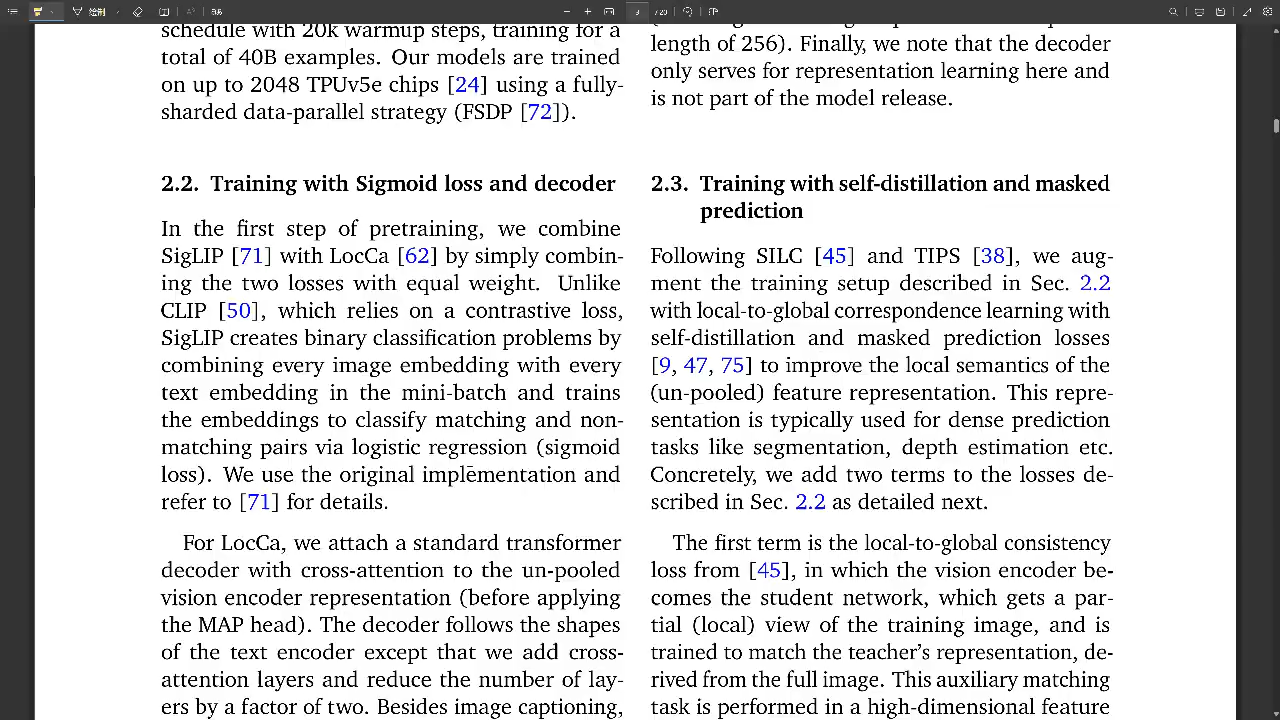 绘制
3 / 20
schedule with 20k warmup steps, training for a
total of 40B examples. Our models are trained
on up to 2048 TPUv5e chips [24] using a fully-
sharded data-parallel strategy (FSDP [72]).
2.2. Training with Sigmoid loss and decoder
In the first step of pretraining, we combine
SigLIP [71] with LocCa [62] by simply combin-
ing the two losses with equal weight. Unlike
CLIP [50], which relies on a contrastive loss,
SigLIP creates binary classification problems by
combining every image embedding with every
text embedding in the mini-batch and trains
the embeddings to classify matching and non-
matching pairs via logistic regression (sigmoid
loss). We use the original implementation and
refer to [71] for details.
For LocCa, we attach a standard transformer
decoder with cross-attention to the un-pooled
vision encoder representation (before applying
the MAP head). The decoder follows the shapes
of the text encoder except that we add cross-
attention layers and reduce the number of lay-
ers by a factor of two. Besides image captioning,
length of 256). Finally, we note that the decoder
only serves for representation learning here and
is not part of the model release.
2.3. Training with self-distillation and masked
prediction
Following SILC [45] and TIPS [38], we aug-
ment the training setup described in Sec. 2.2
with local-to-global correspondence learning with
self-distillation and masked prediction losses
[9, 47, 75] to improve the local semantics of the
(un-pooled) feature representation. This repre-
sentation is typically used for dense prediction
tasks like segmentation, depth estimation etc.
Concretely, we add two terms to the losses de-
scribed in Sec. 2.2 as detailed next.
The first term is the local-to-global consistency
loss from [45], in which the vision encoder be-
comes the student network, which gets a par-
tial (local) view of the training image, and is
trained to match the teacher's representation, de-
rived from the full image. This auxiliary matching
task is performed in a high-dimensional feature